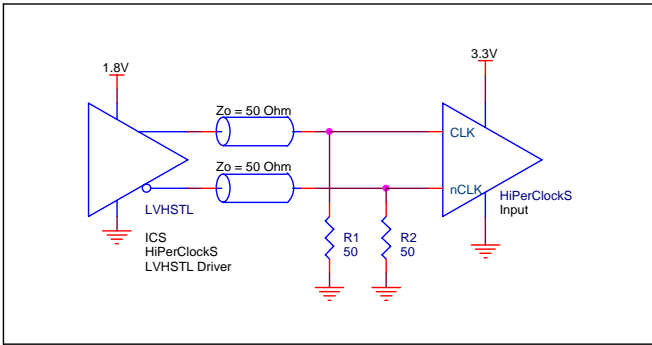 1.8V
3.3V
Zo = 50 Ohm
CLK
Zo = 50 Ohm
nCLK
LVHSTL
HiPerClockS
Input
ICS
HiPerClockS
LVHSTL Driver
R1
50
R2
50